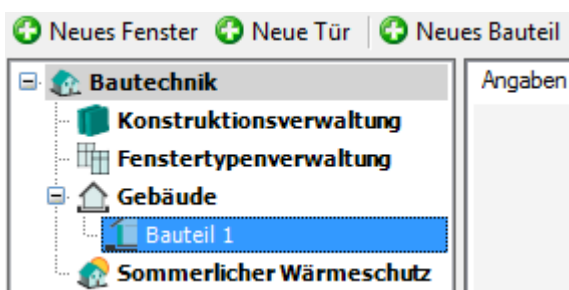 Neues Fenster Neue Tür Neues Bauteil
Bautechnik
Angaben
Konstruktionsverwaltung
Fenstertypenverwaltung
Gebäude
Bauteil 1
Sommerlicher Wärmeschutz